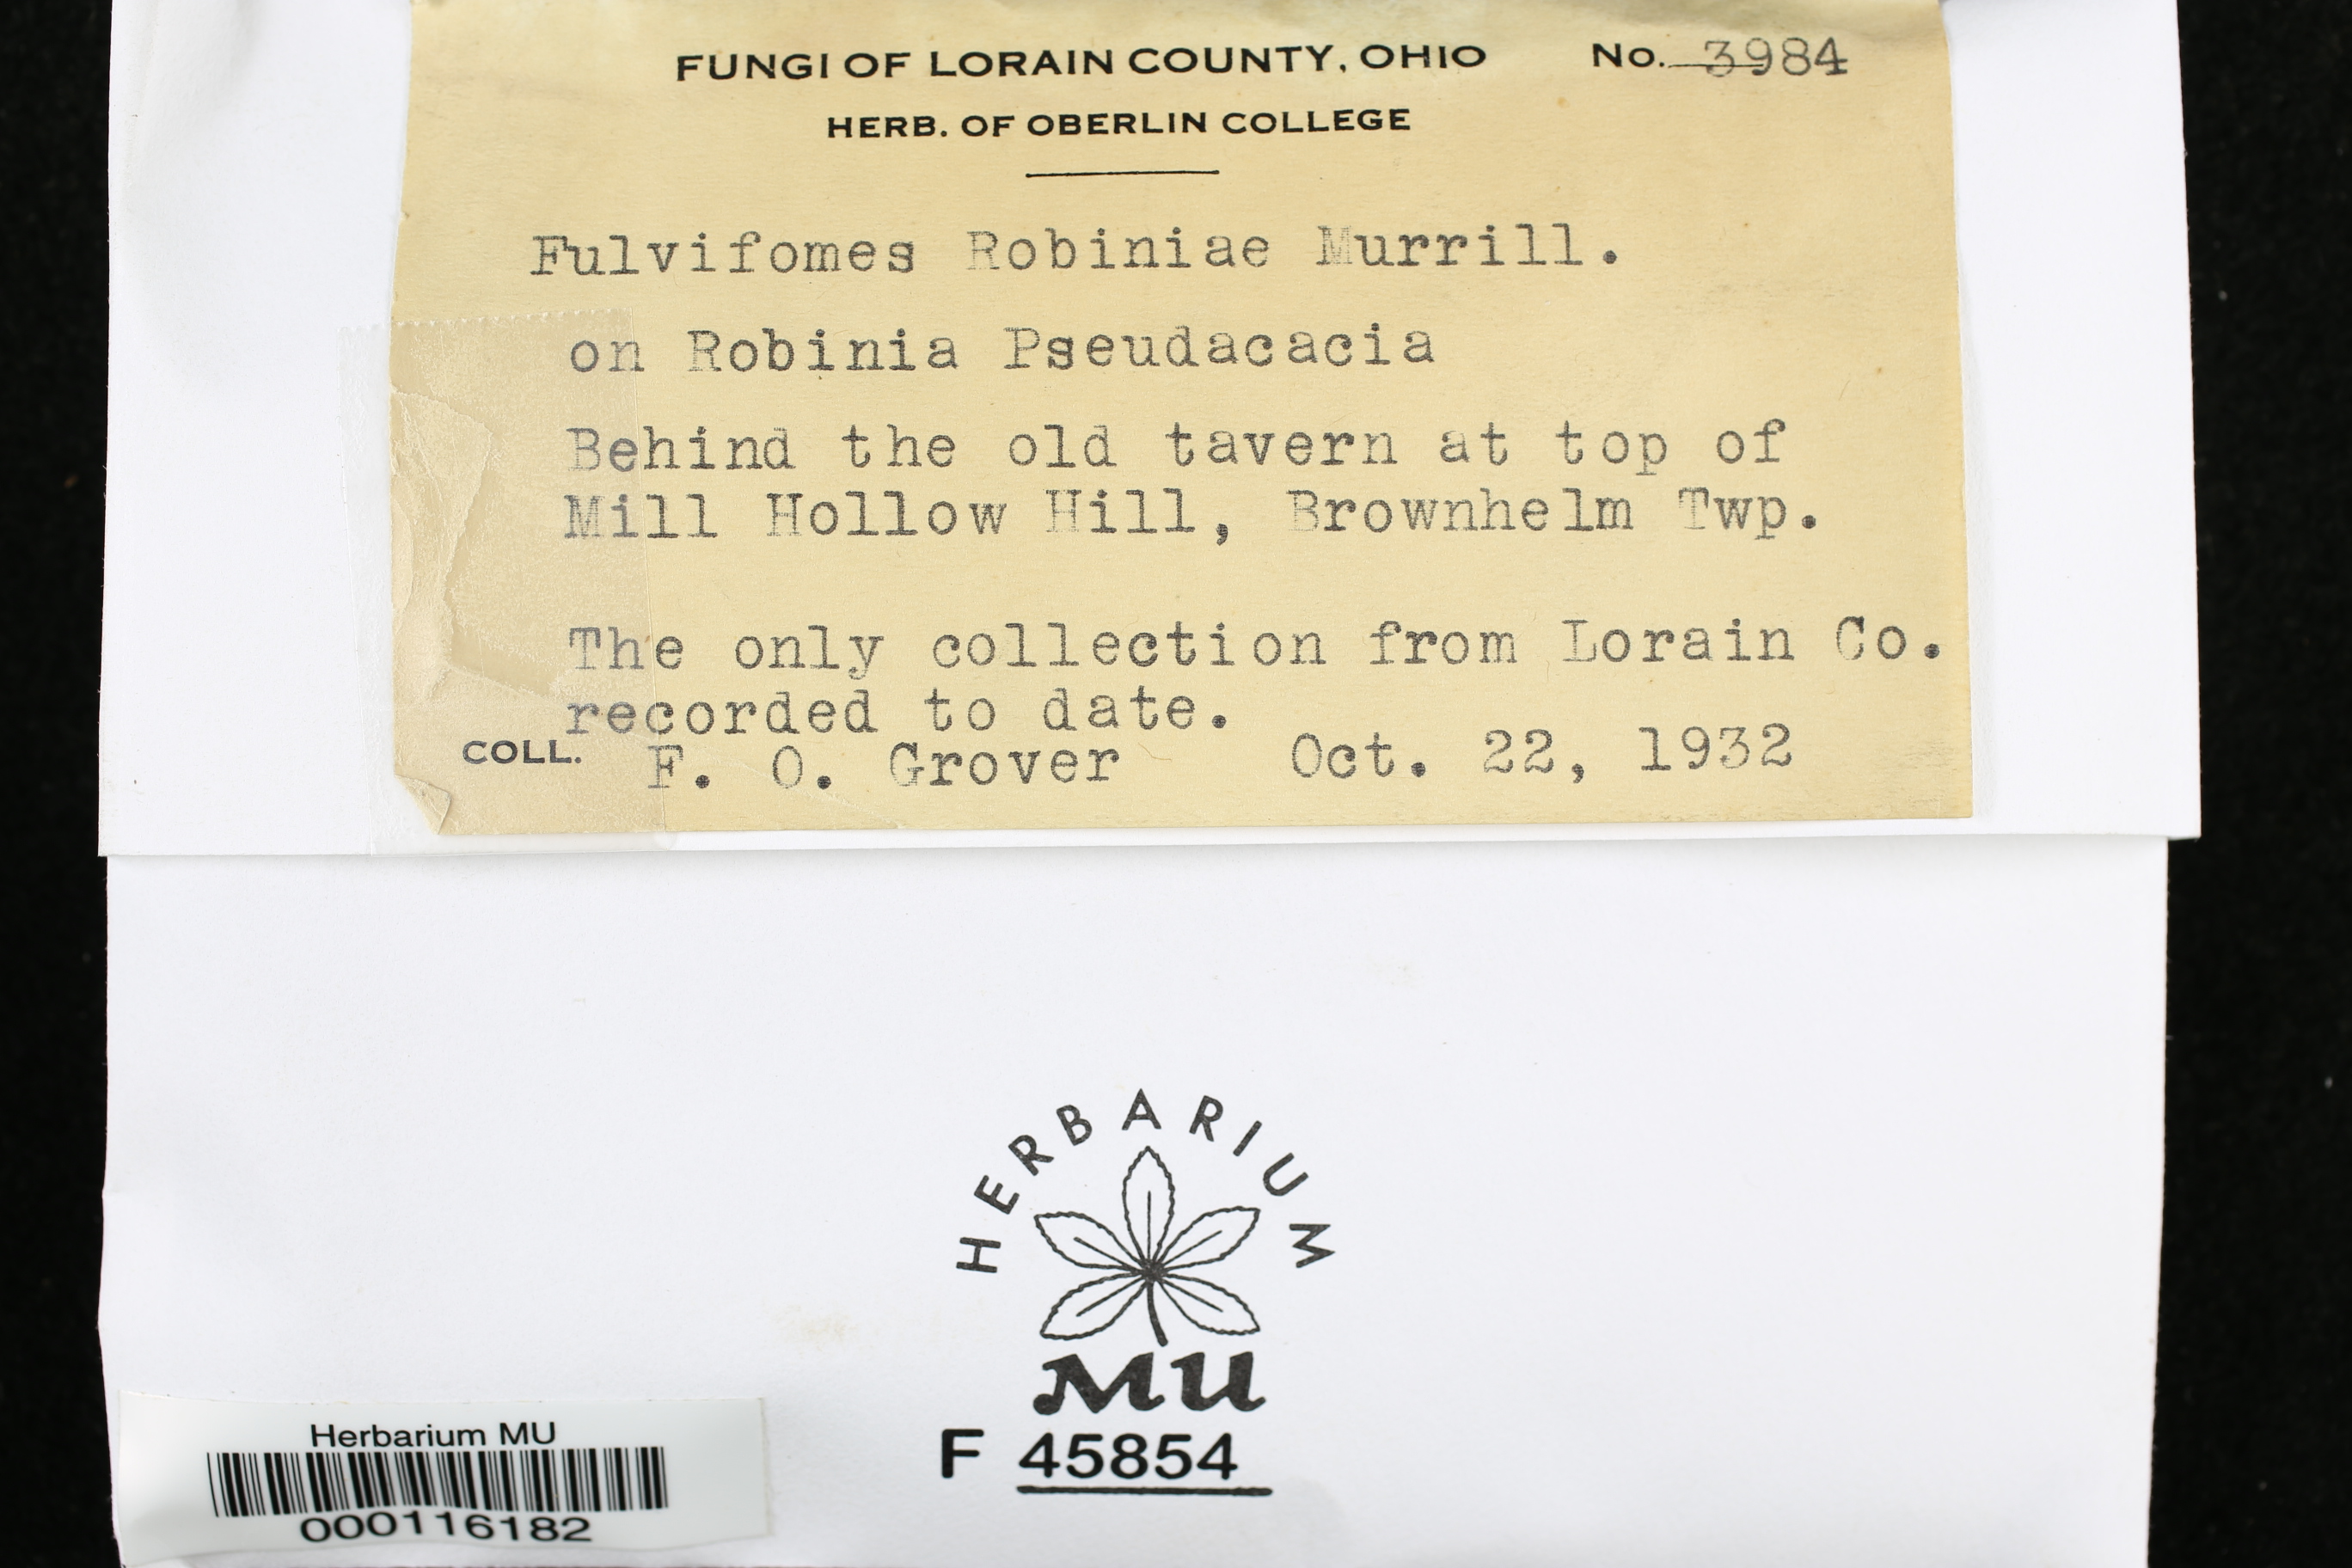 FUNGI OF LORAIN COUNTY, OHIO No. 3984
HERB. OF OBERLIN COLLEGE
Fulvifomes Robiniae Murrill.
on Robinia Pseudacacia
Behind the old tavern at top of
Mill Hollow Hill, Brownhelm Twp.
The only collection from Lorain Co.
recorded to date.
COLL. F. O. Grover Oct. 22, 1932
HERBARIUM
MU
F 45854
Herbarium MU
000116182